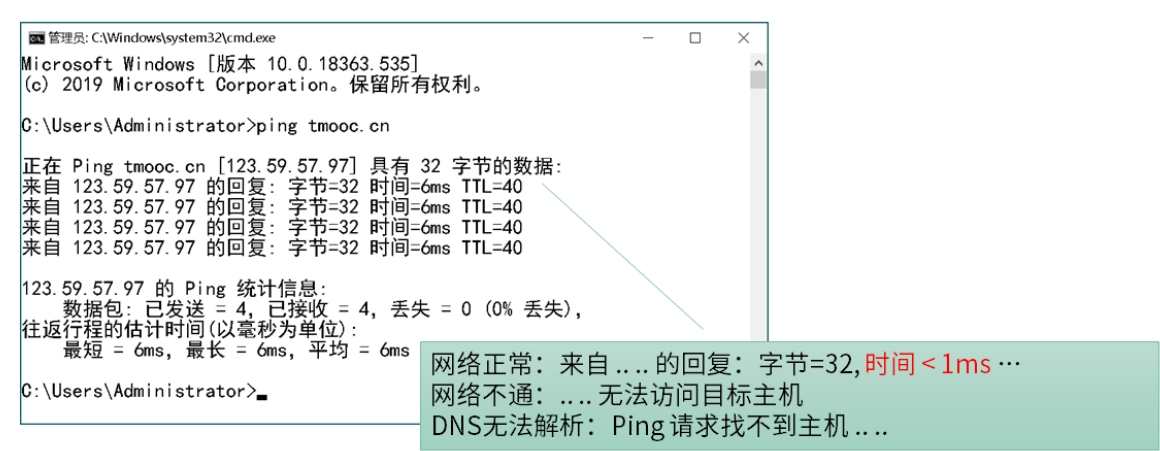 管理员: C:\Windows\system32\cmd.exe
Microsoft Windows [版本 10.0.18363.535]
(c) 2019 Microsoft Corporation。保留所有权利。
C:\Users\Administrator>ping tmooc.cn
正在 Ping tmooc.cn [123.59.57.97] 具有 32 字节的数据:
来自 123.59.57.97 的回复: 字节=32 时间=6ms TTL=40
来自 123.59.57.97 的回复: 字节=32 时间=6ms TTL=40
来自 123.59.57.97 的回复: 字节=32 时间=6ms TTL=40
来自 123.59.57.97 的回复: 字节=32 时间=6ms TTL=40
123.59.57.97 的 Ping 统计信息:
数据包: 已发送 = 4, 已接收 = 4, 丢失 = 0 (0% 丢失),
往返行程的估计时间(以毫秒为单位):
最短 = 6ms, 最长 = 6ms, 平均 = 6ms
C:\Users\Administrator>
网络正常：来自 .. .. 的回复：字节=32, 时间 < 1ms …
网络不通：.. .. 无法访问目标主机
DNS无法解析：Ping 请求找不到主机 .. ..